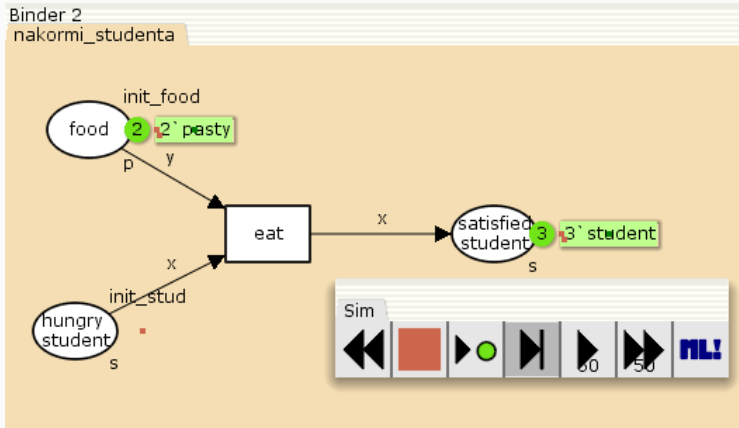 Binder 2
nakormi_studenta
init_food
food
2
2`pasty
p
y
eat
x
satisfied
student
3
3`student
s
x
init_stud
hungry
student
s
Sim
50
50
ML!